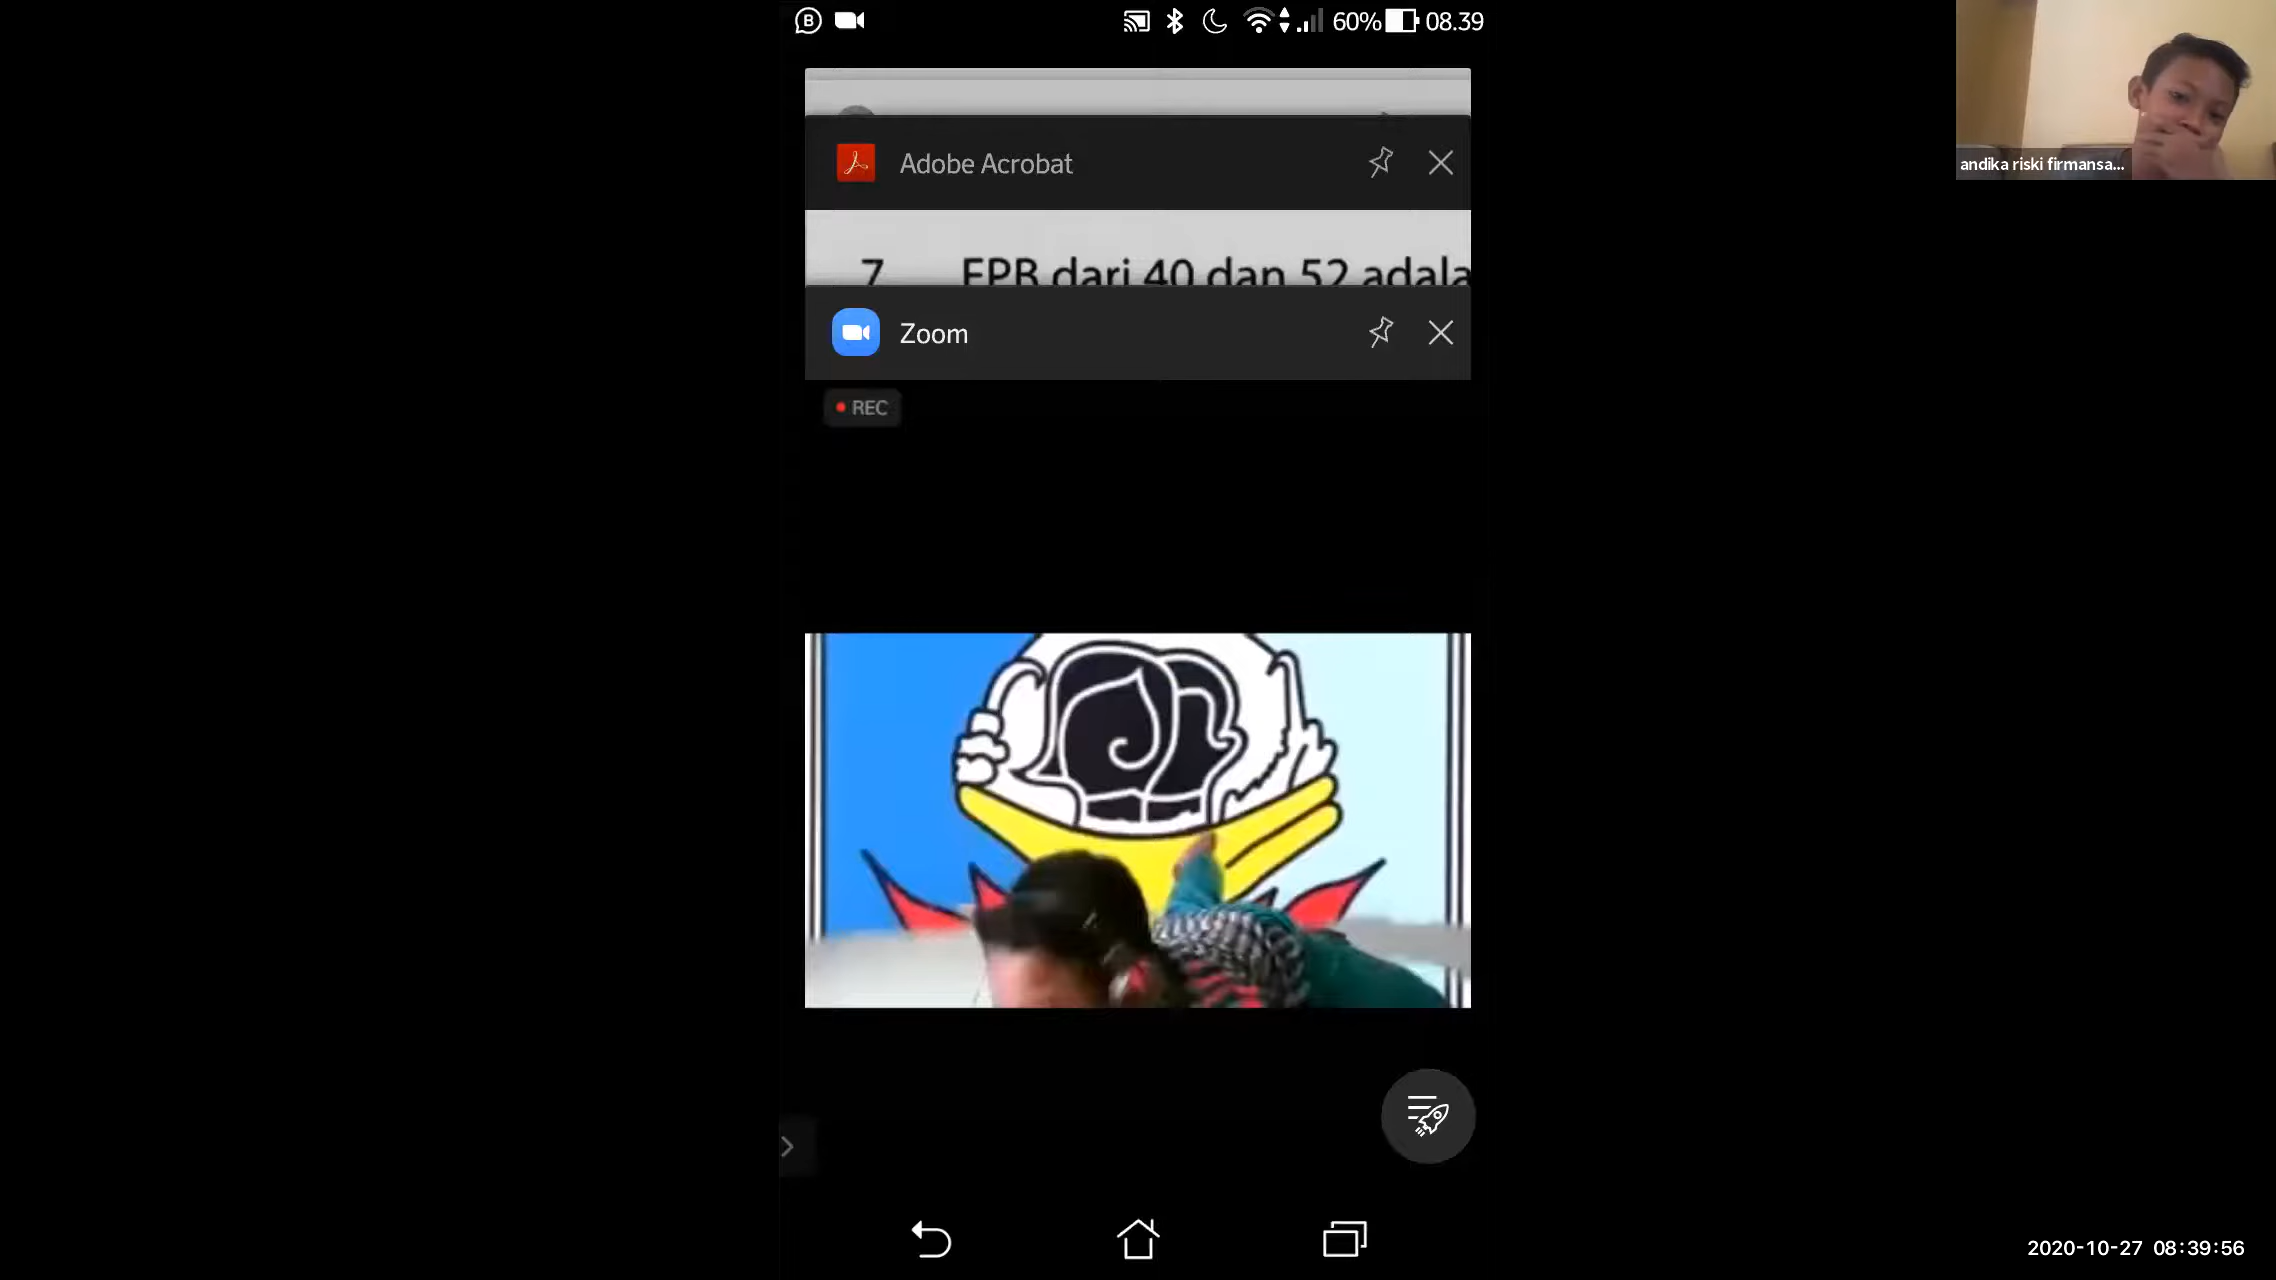 60% 08.39
andika riski firmansa...
Adobe Acrobat
7 FPB dari 40 dan 52 adala
Zoom
REC
2020-10-27 08:39:56